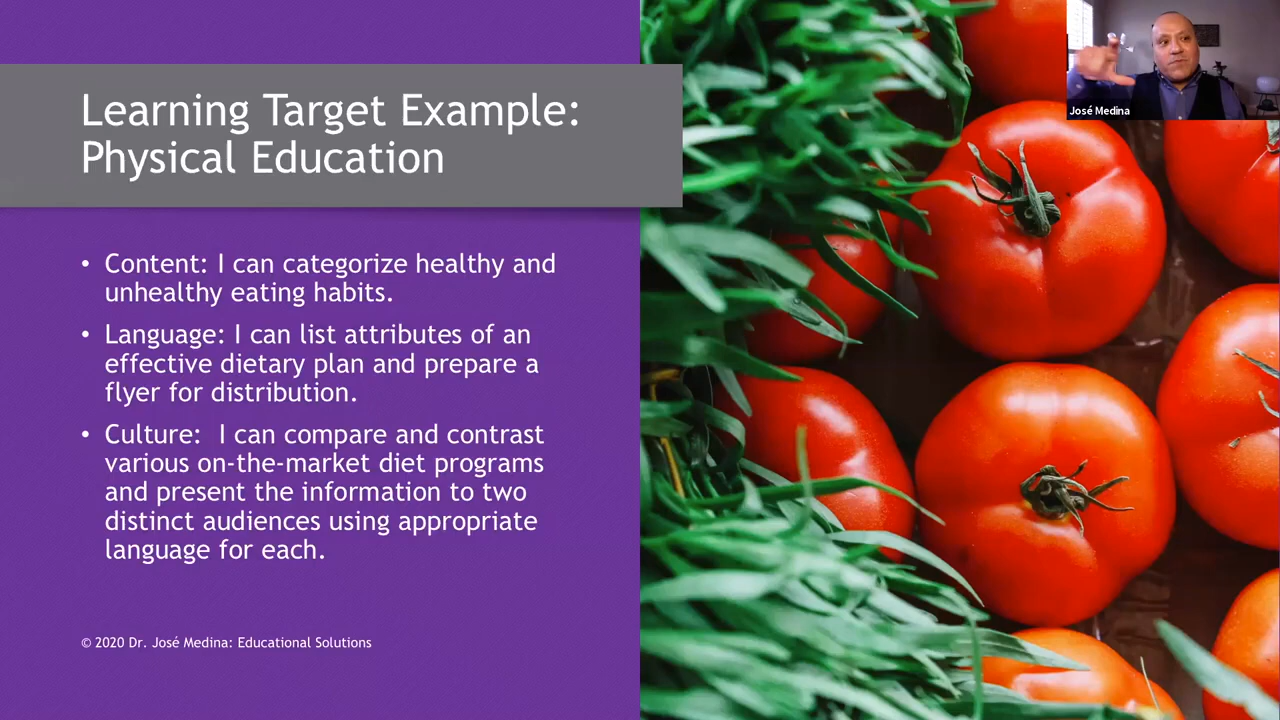 José Medina
Learning Target Example:
Physical Education
• Content: I can categorize healthy and
unhealthy eating habits.
• Language: I can list attributes of an
effective dietary plan and prepare a
flyer for distribution.
• Culture:  I can compare and contrast
various on-the-market diet programs
and present the information to two
distinct audiences using appropriate
language for each.
© 2020 Dr. José Medina: Educational Solutions